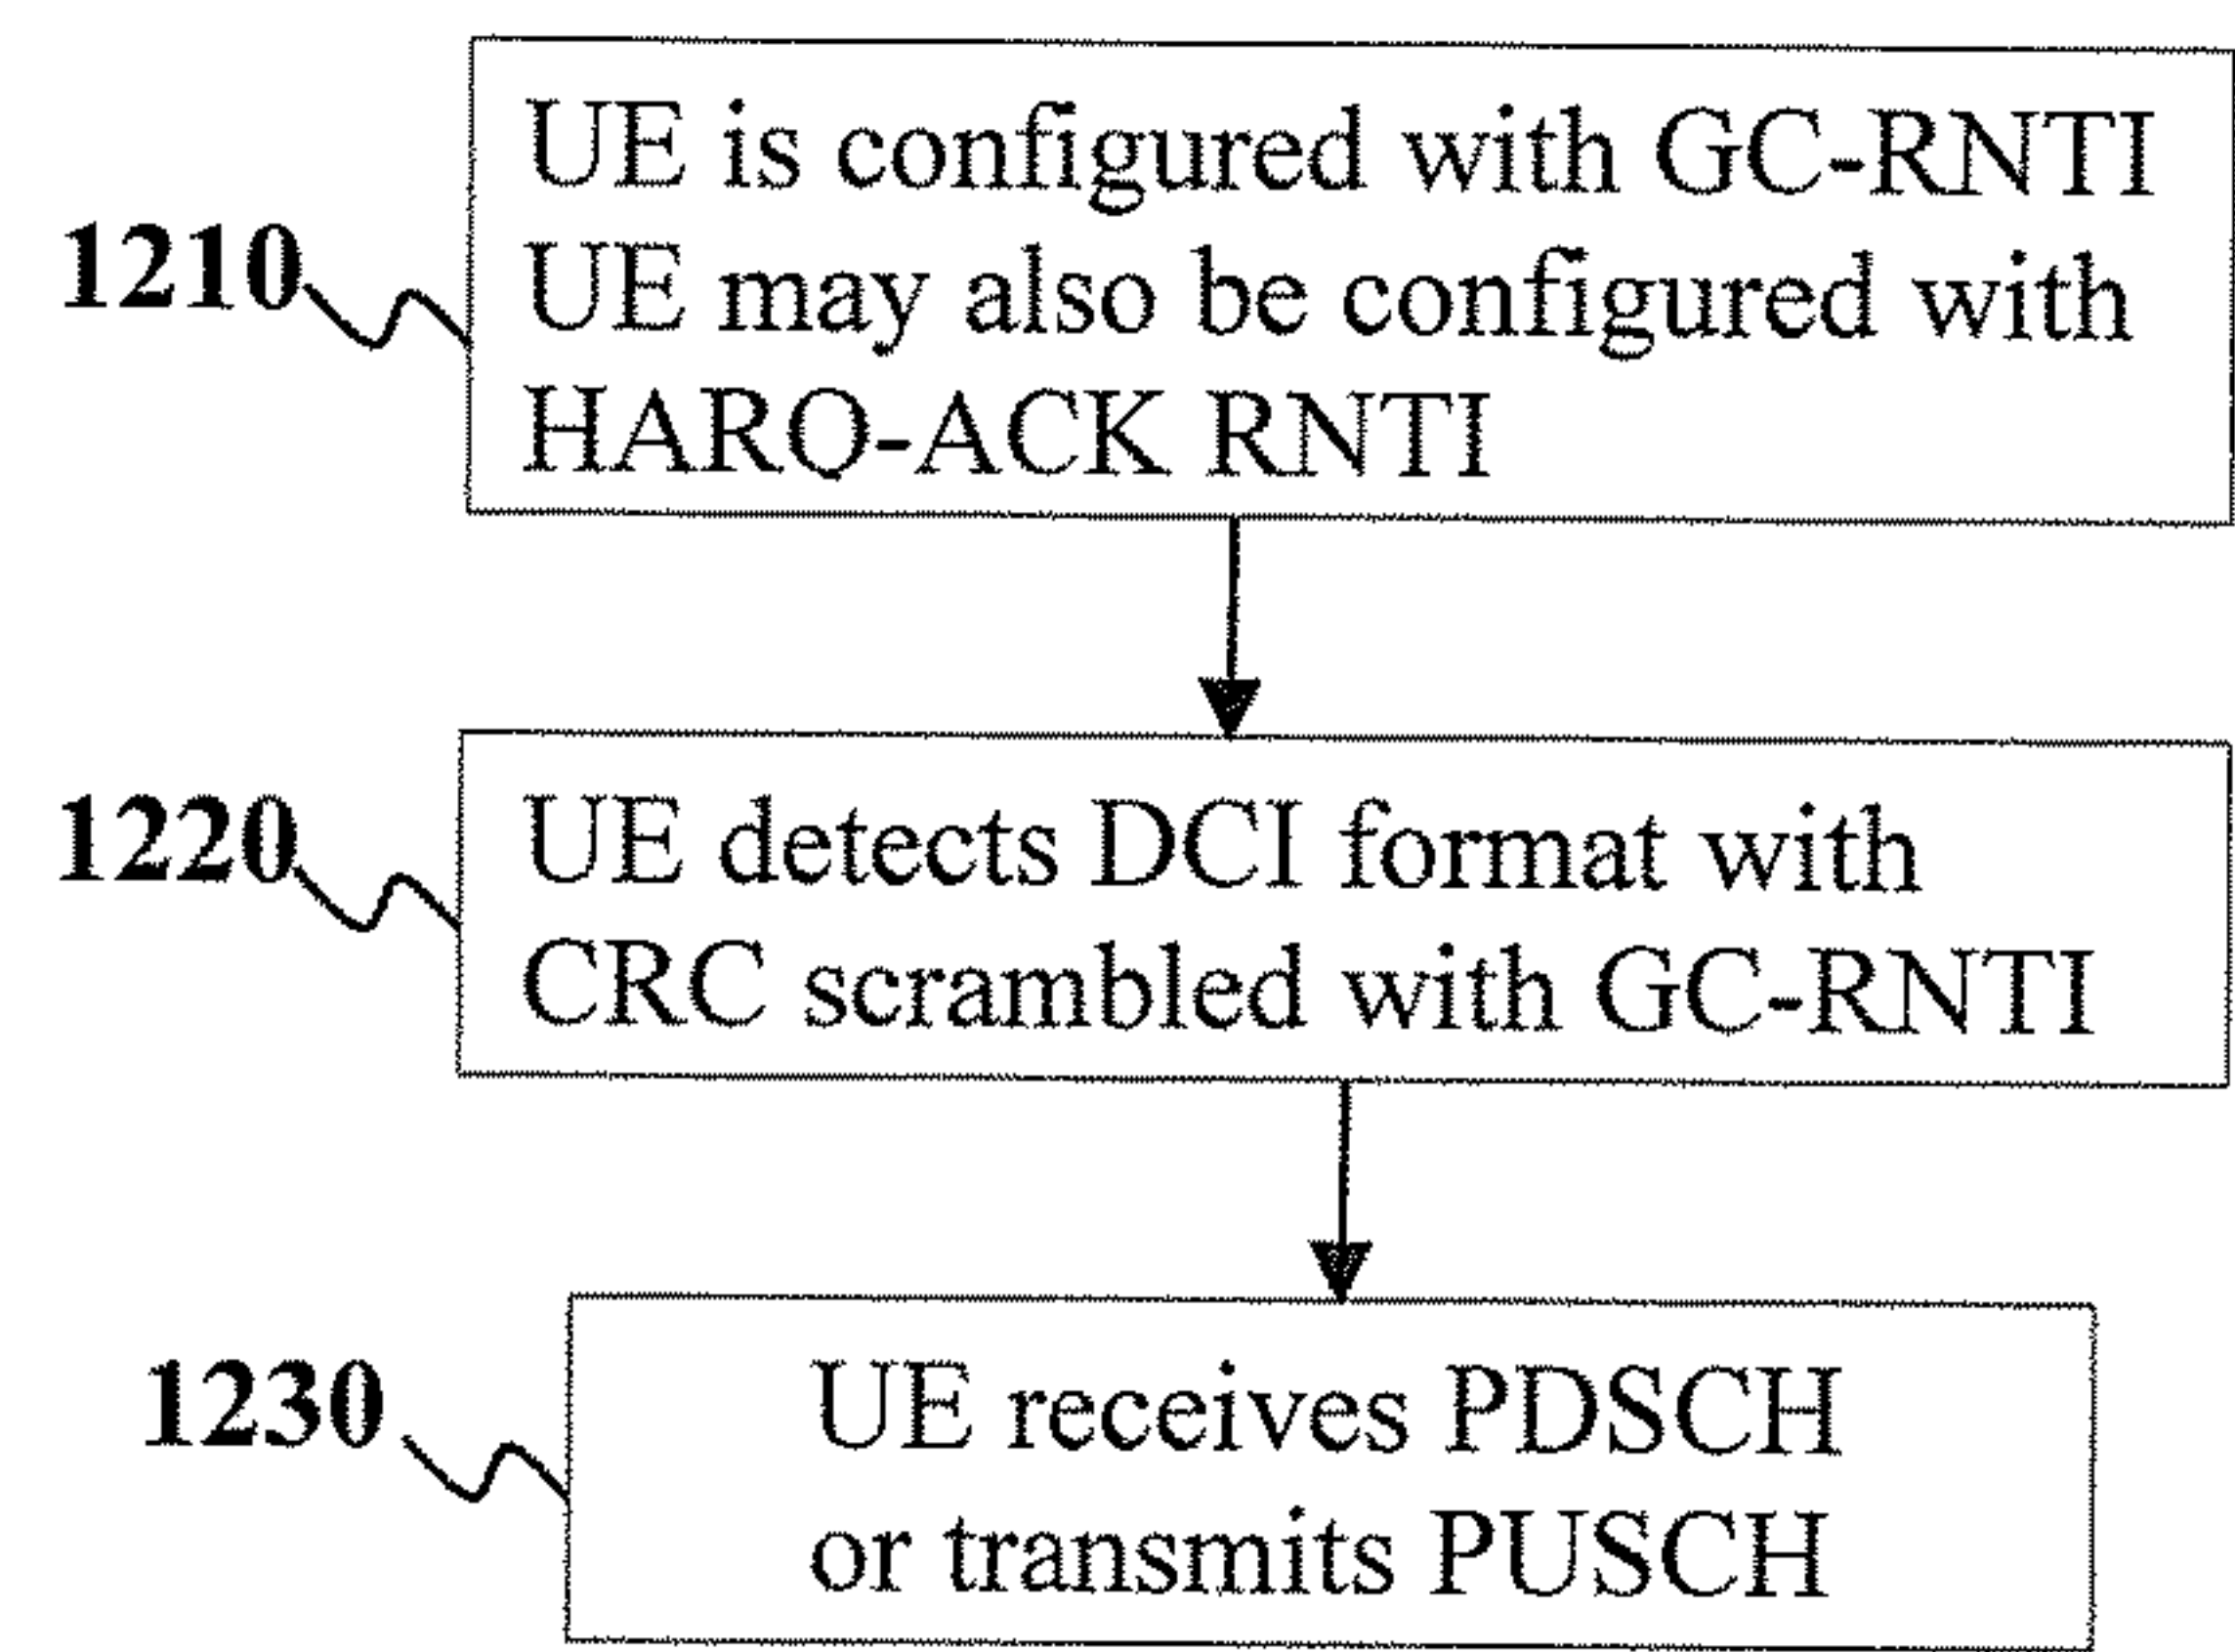 UE is configured with GC-RNTI
1210
UE may also be configured with
HARQ-ACK RNTI
1220
UE detects DCI format with
CRC scrambled with GC-RNTI
1230
UE receives PDSCH
or transmits PUSCH